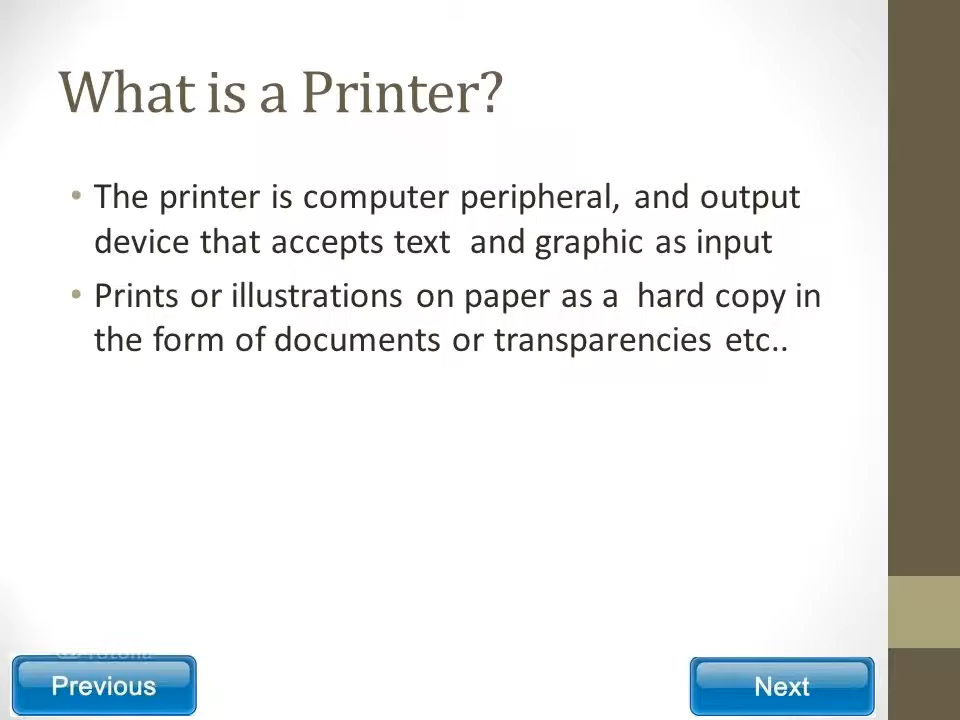 What is a Printer?
• The printer is computer peripheral, and output
device that accepts text and graphic as input
• Prints or illustrations on paper as a hard copy in
the form of documents or transparencies etc..
Previous
Next